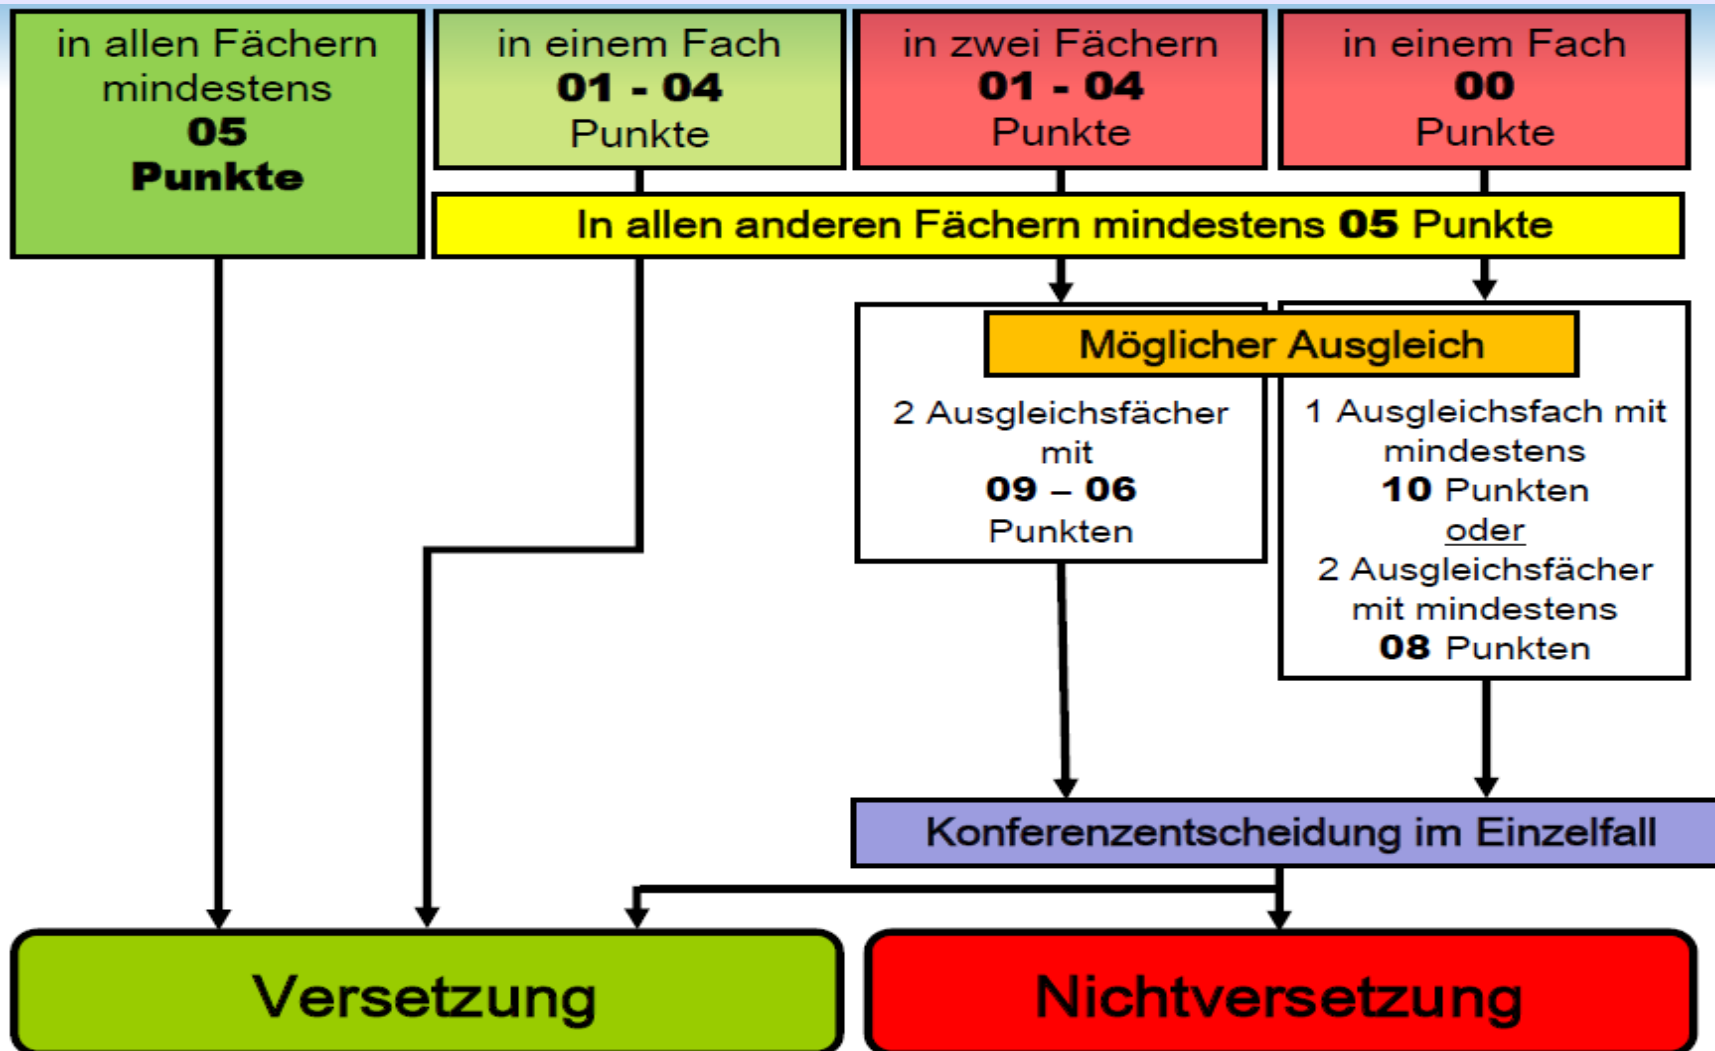 in allen Fächern
mindestens
05
Punkte
in einem Fach
01 - 04
Punkte
in zwei Fächern
01 - 04
Punkte
in einem Fach
00
Punkte
In allen anderen Fächern mindestens 05 Punkte
Möglicher Ausgleich
2 Ausgleichsfächer
mit
09 – 06
Punkten
1 Ausgleichsfach mit
mindestens
10 Punkten
oder
2 Ausgleichsfächer
mit mindestens
08 Punkten
Konferenzentscheidung im Einzelfall
Versetzung
Nichtversetzung